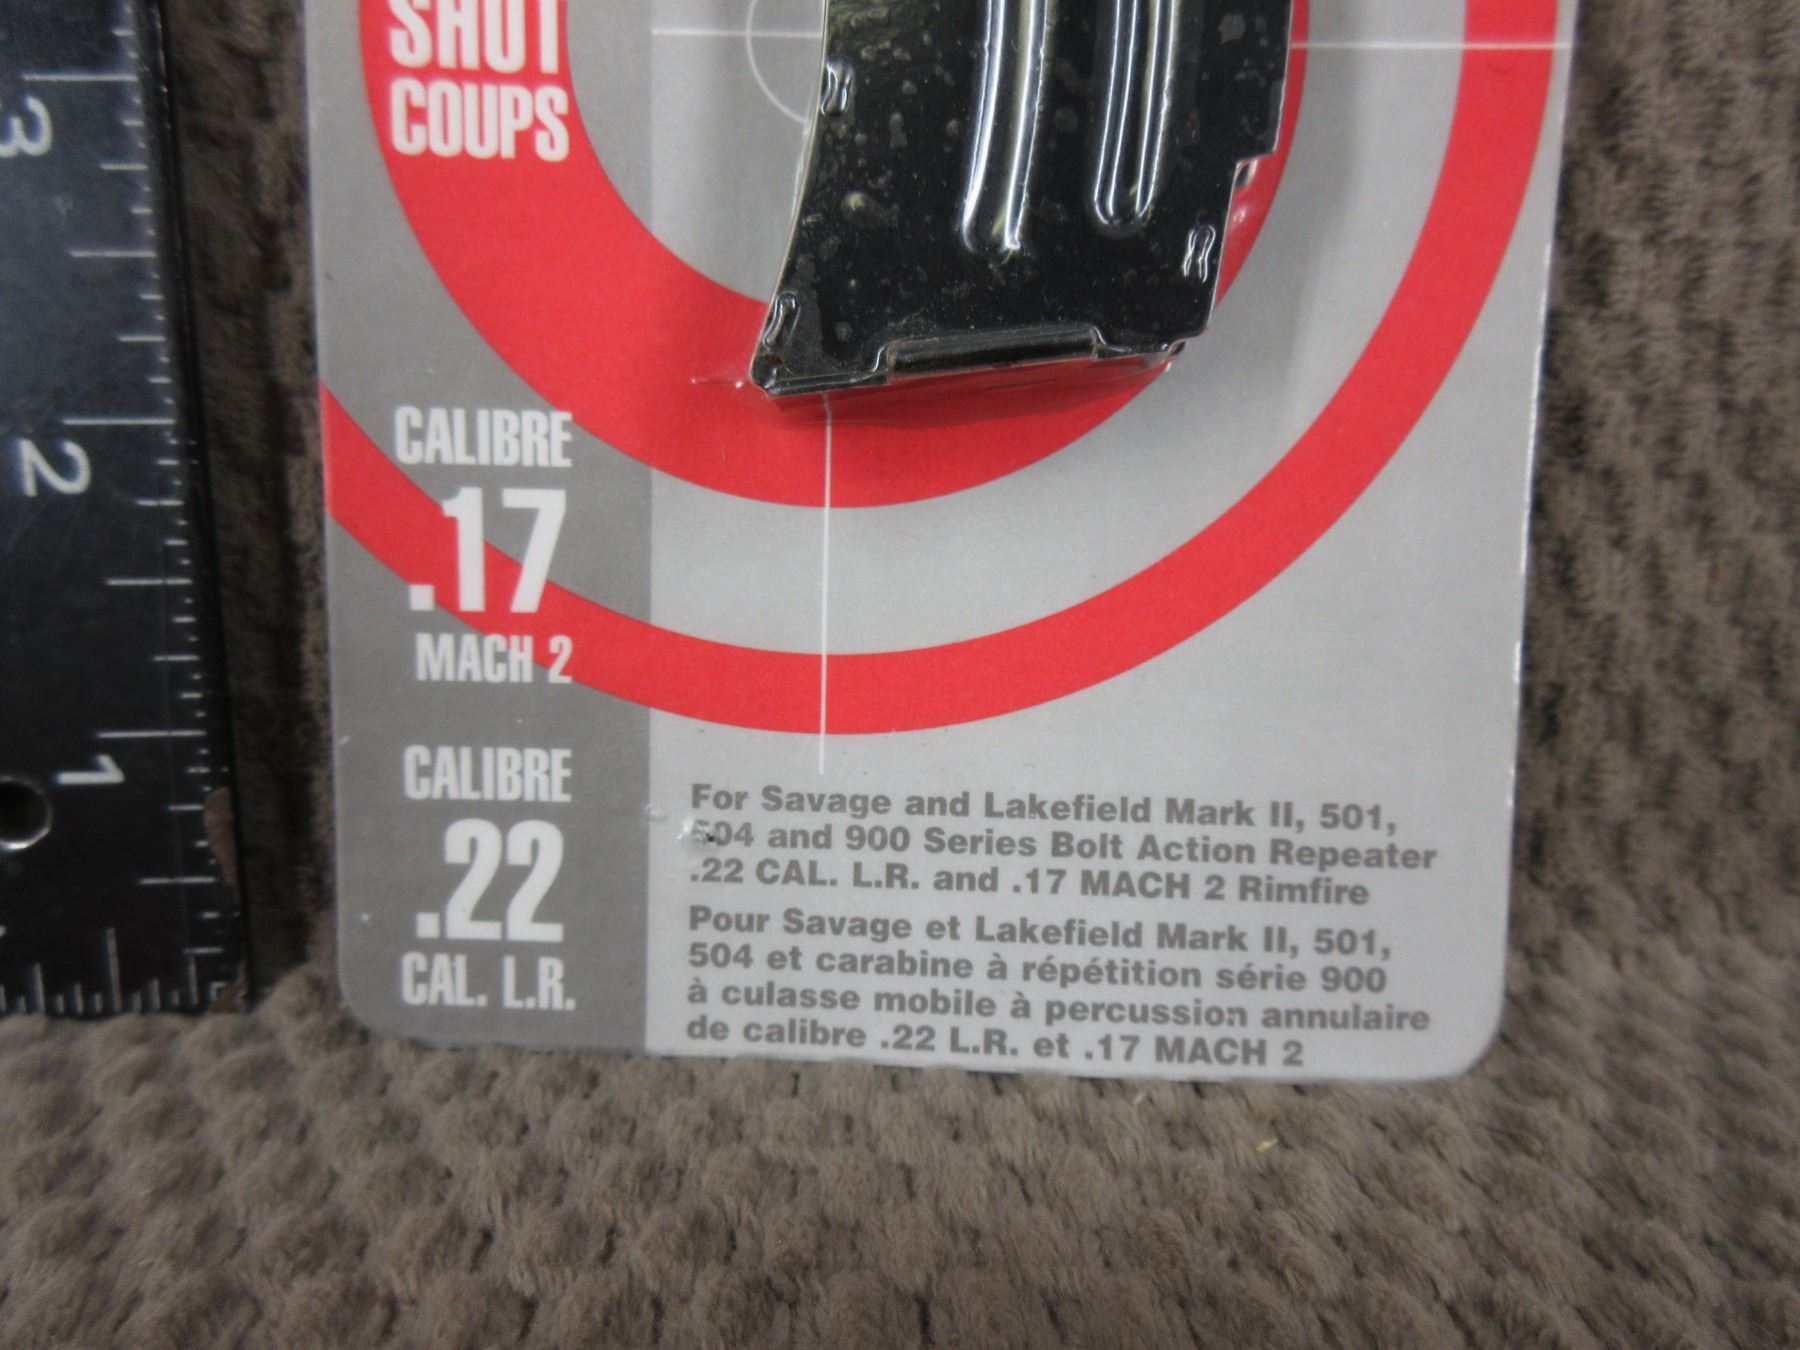 SHOT
COUPS
CALIBRE
.17
MACH 2
CALIBRE
.22
CAL. L.R.
For Savage and Lakefield Mark II, 501,
504 and 900 Series Bolt Action Repeater
.22 CAL. L.R. and .17 MACH 2 Rimfire
Pour Savage et Lakefield Mark II, 501,
504 et carabine à répétition série 900
à culasse mobile à percussion annulaire
de calibre .22 L.R. et .17 MACH 2
3
2
1